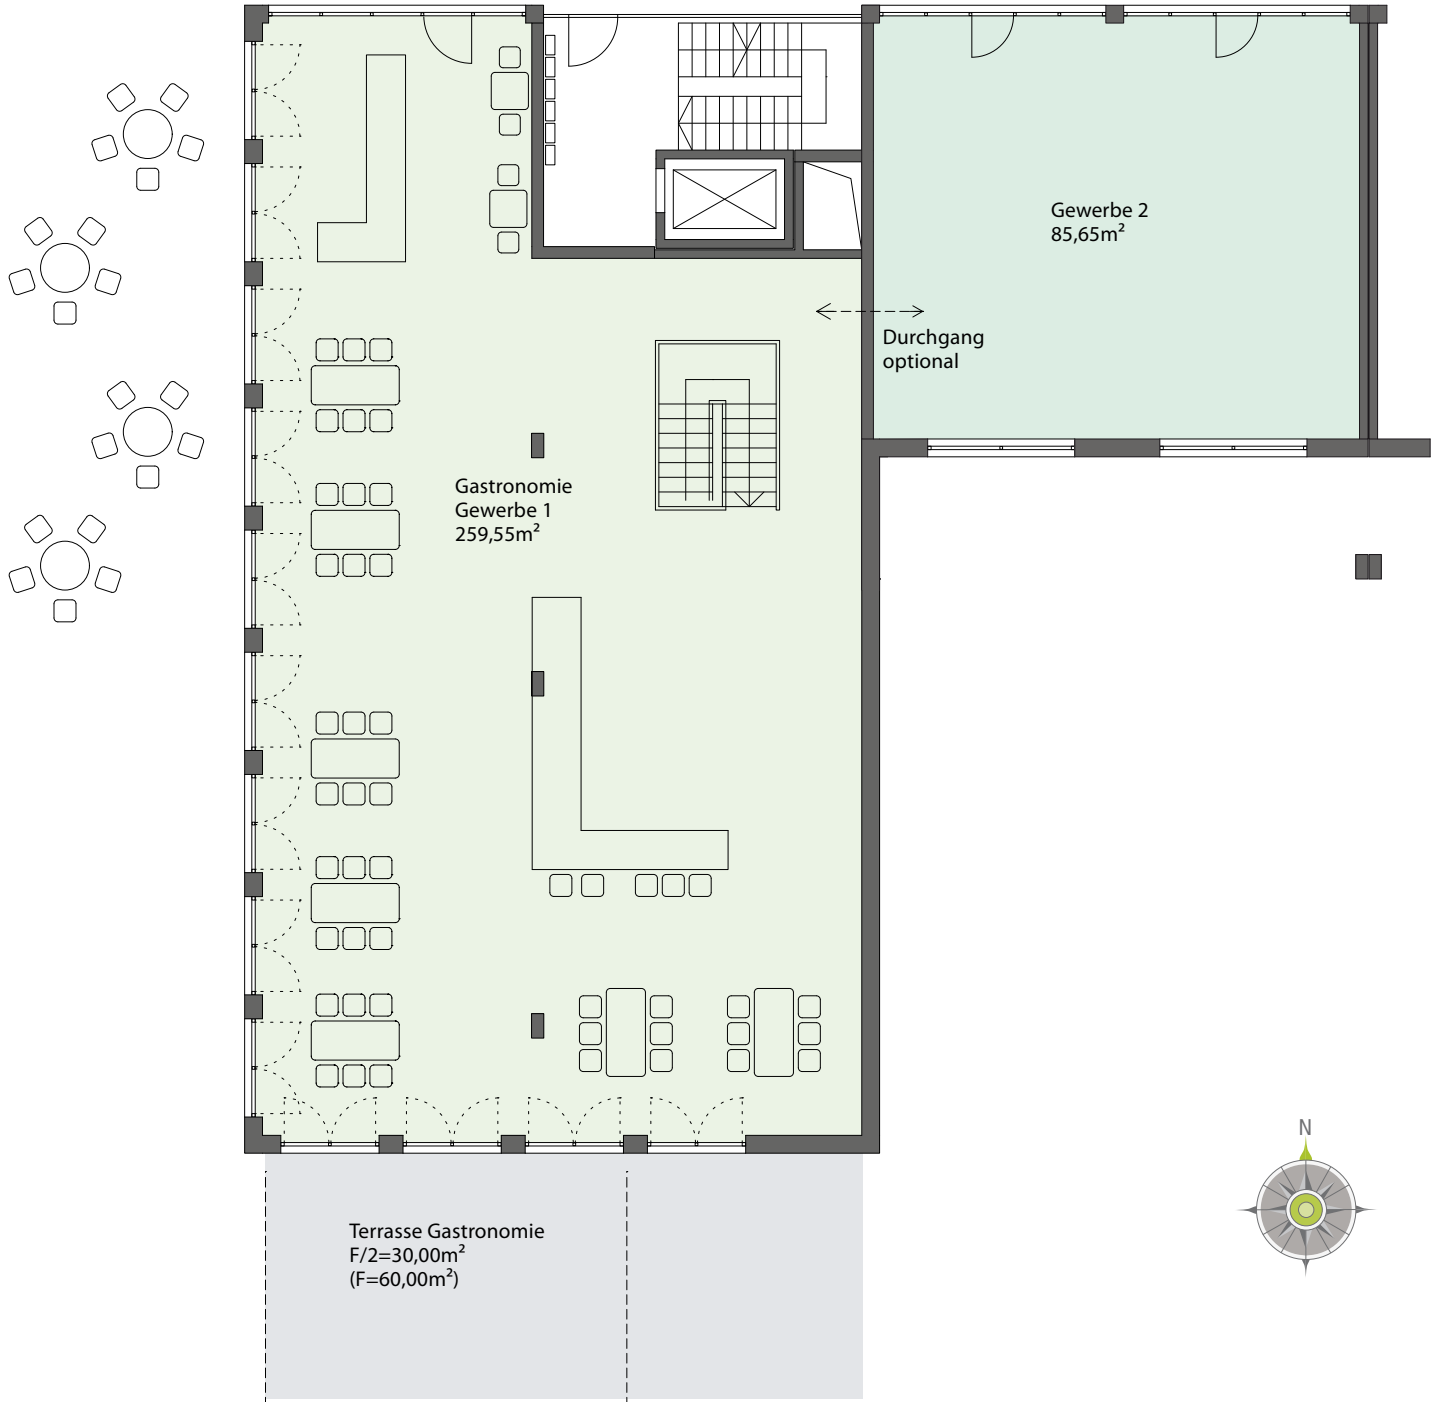 Gewerbe 2
85,65m²
Durchgang
optional
Gastronomie
Gewerbe 1
259,55m²
Terrasse Gastronomie
F/2=30,00m²
(F=60,00m²)
N